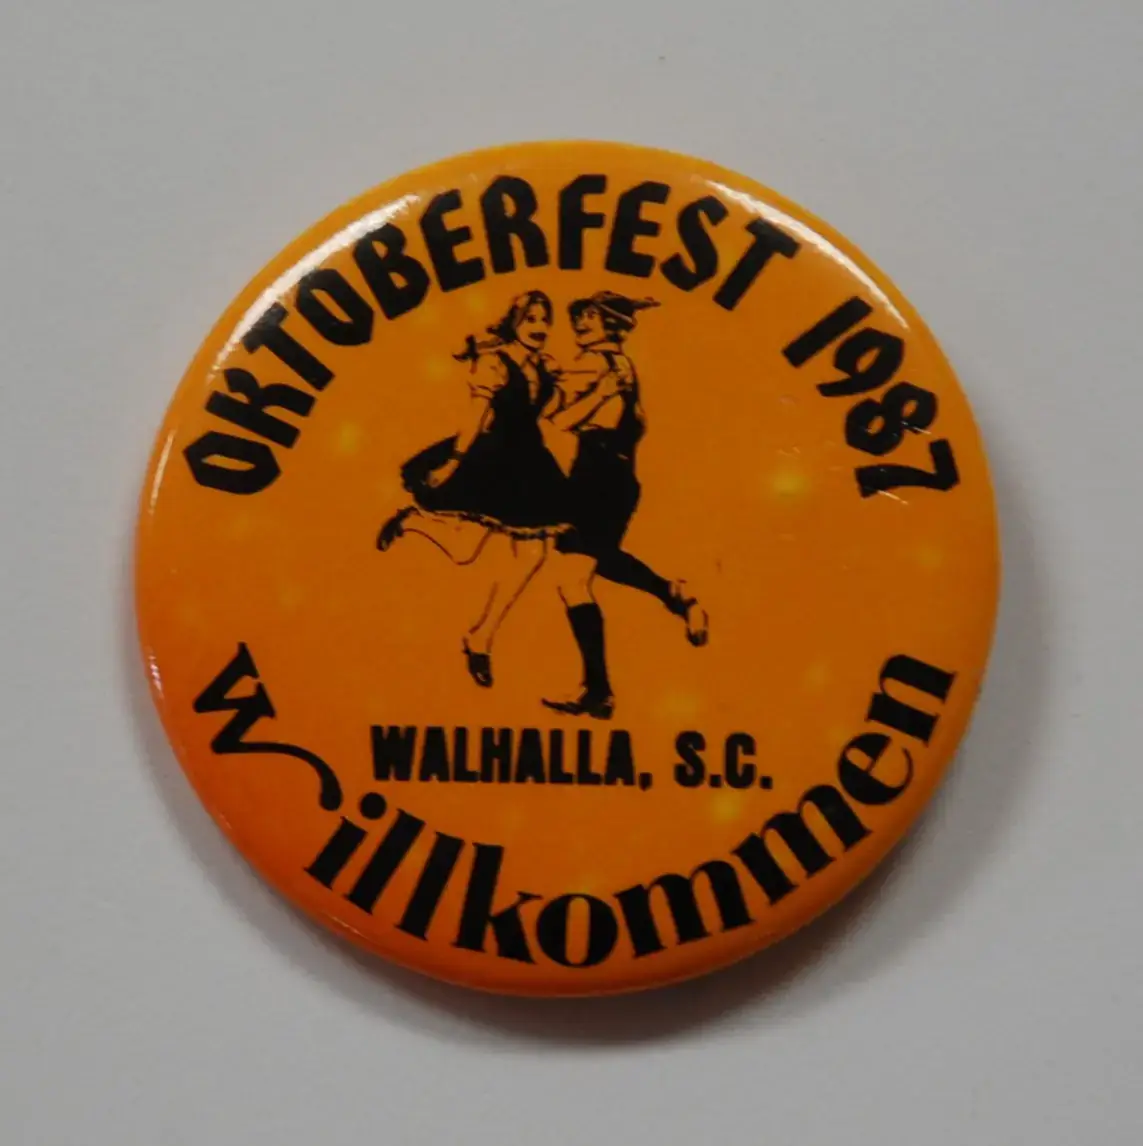 OKTOBERFEST 1987
WALHALLA, S.C.
Willkommen